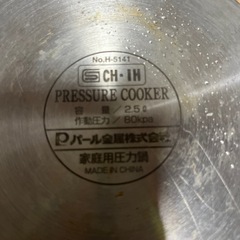 No.H-5141
S CH・IH
PRESSURE COOKER
容量／2.5ℓ
作動圧力／80kpa
パール金属株式会社
家庭用圧力鍋
MADE IN CHINA